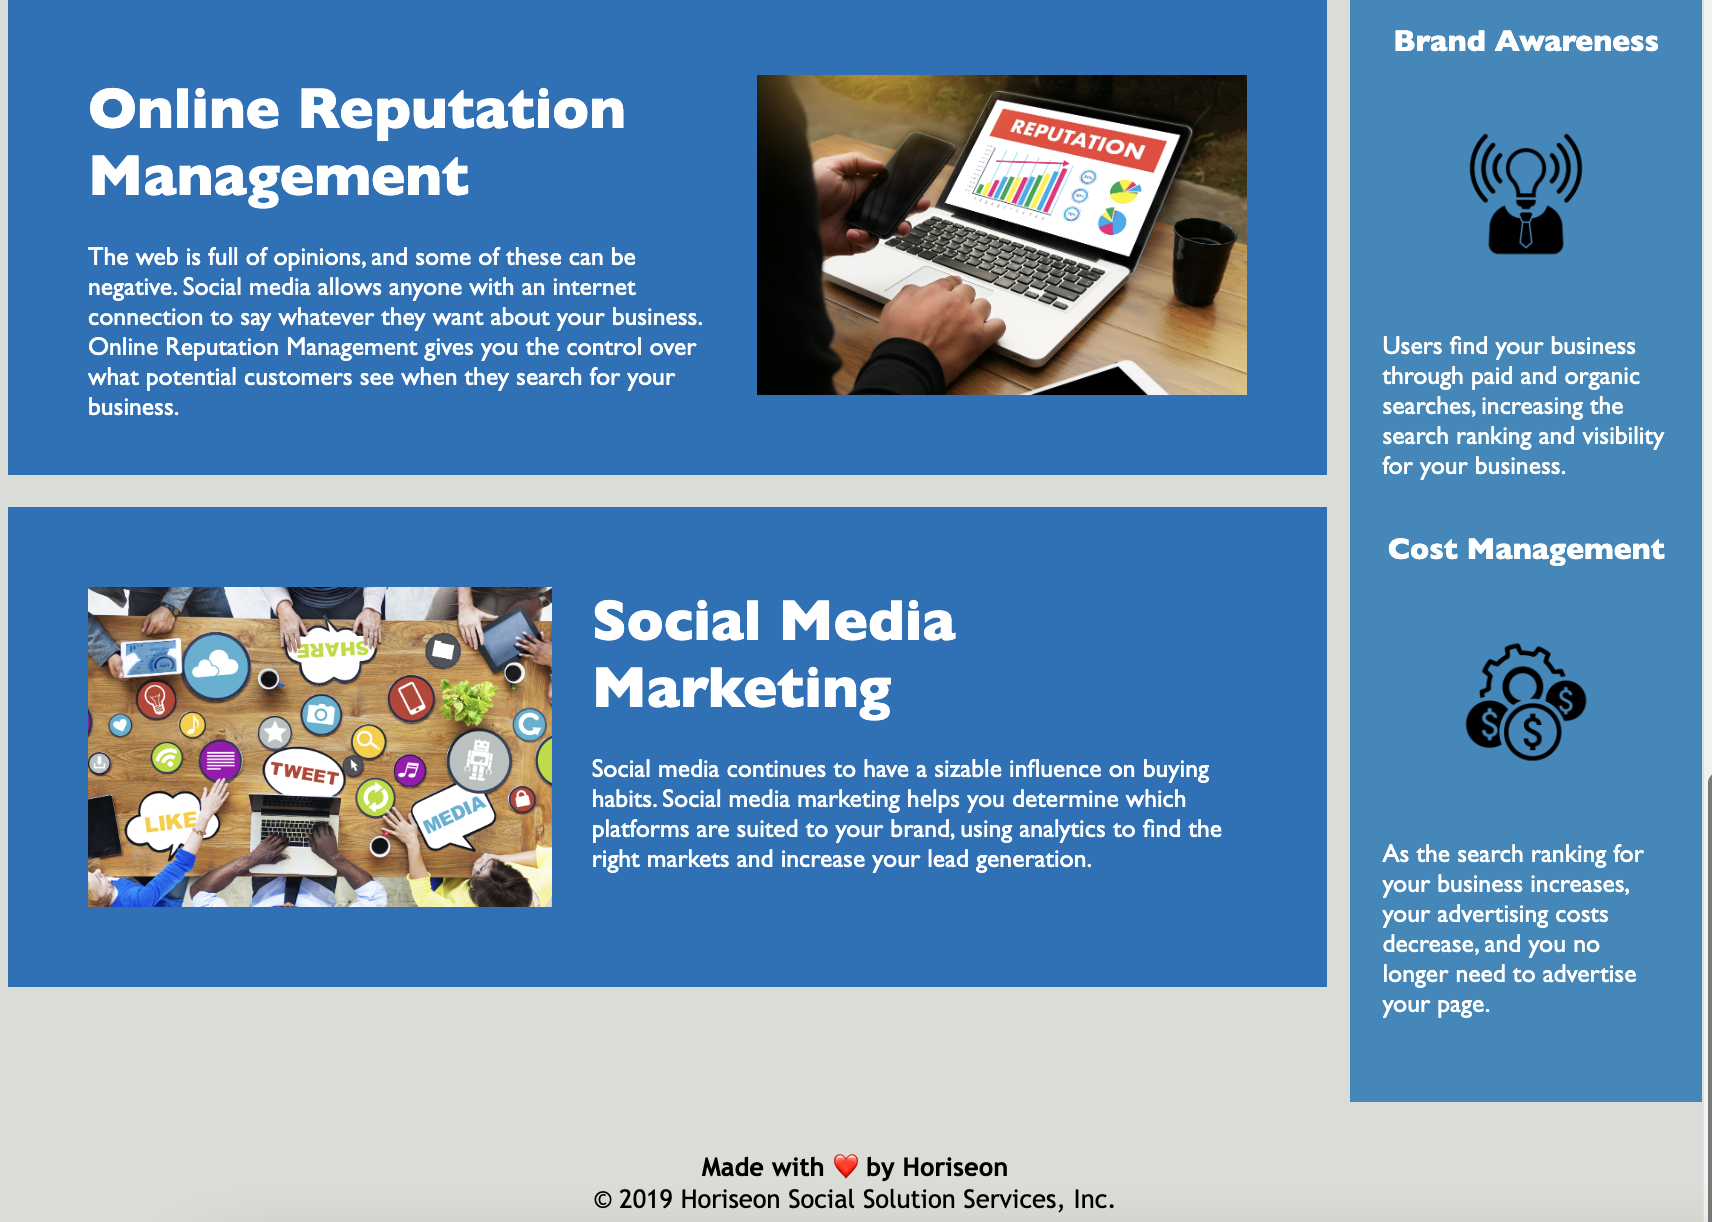 Online Reputation
Management
The web is full of opinions, and some of these can be
negative. Social media allows anyone with an internet
connection to say whatever they want about your business.
Online Reputation Management gives you the control over
what potential customers see when they search for your
business.
REPUTATION
SHARE
TWEET
LIKE
MEDIA
Social Media
Marketing
Social media continues to have a sizable influence on buying
habits. Social media marketing helps you determine which
platforms are suited to your brand, using analytics to find the
right markets and increase your lead generation.
Brand Awareness
Users find your business
through paid and organic
searches, increasing the
search ranking and visibility
for your business.
Cost Management
$
$
$
As the search ranking for
your business increases,
your advertising costs
decrease, and you no
longer need to advertise
your page.
Made with ❤️ by Horiseon
© 2019 Horiseon Social Solution Services, Inc.